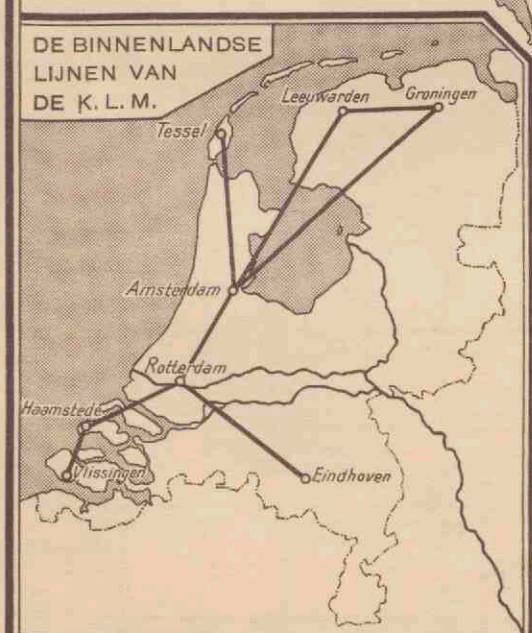 DE BINNENLANDSE
LIJNEN VAN
DE K.L.M.
Leeuwarden
Groningen
Tessel
Amsterdam
Rotterdam
Haamstede
Vlissingen
Eindhoven